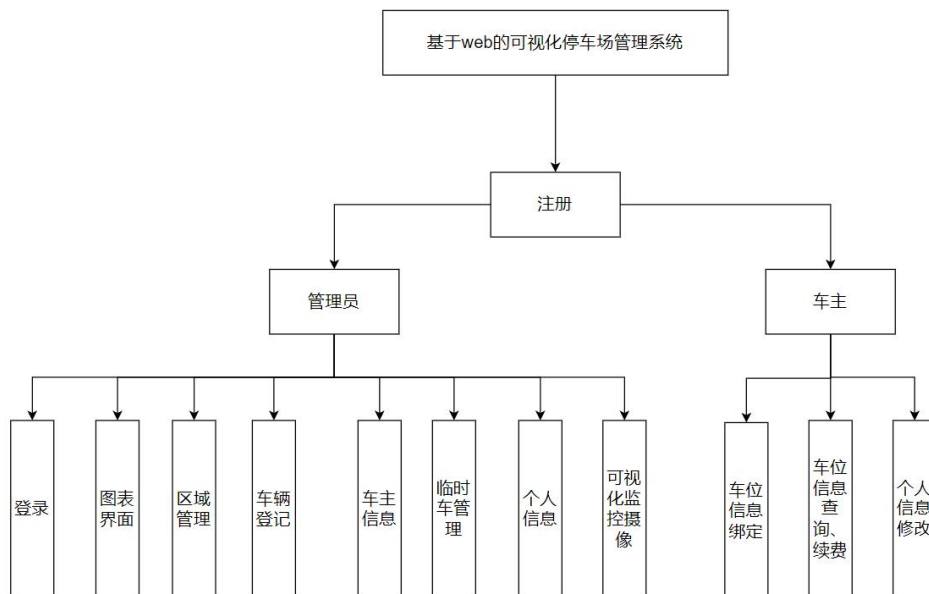 基于web的可视化停车场管理系统
注册
管理员
车主
登录
图表
界面
区域
管理
车辆
登记
车主
信息
临时
车管
理
个人
信息
可视
化监
控摄
像
车位
信息
绑定
车位
信息
查
询、
续费
个人
信息
修改